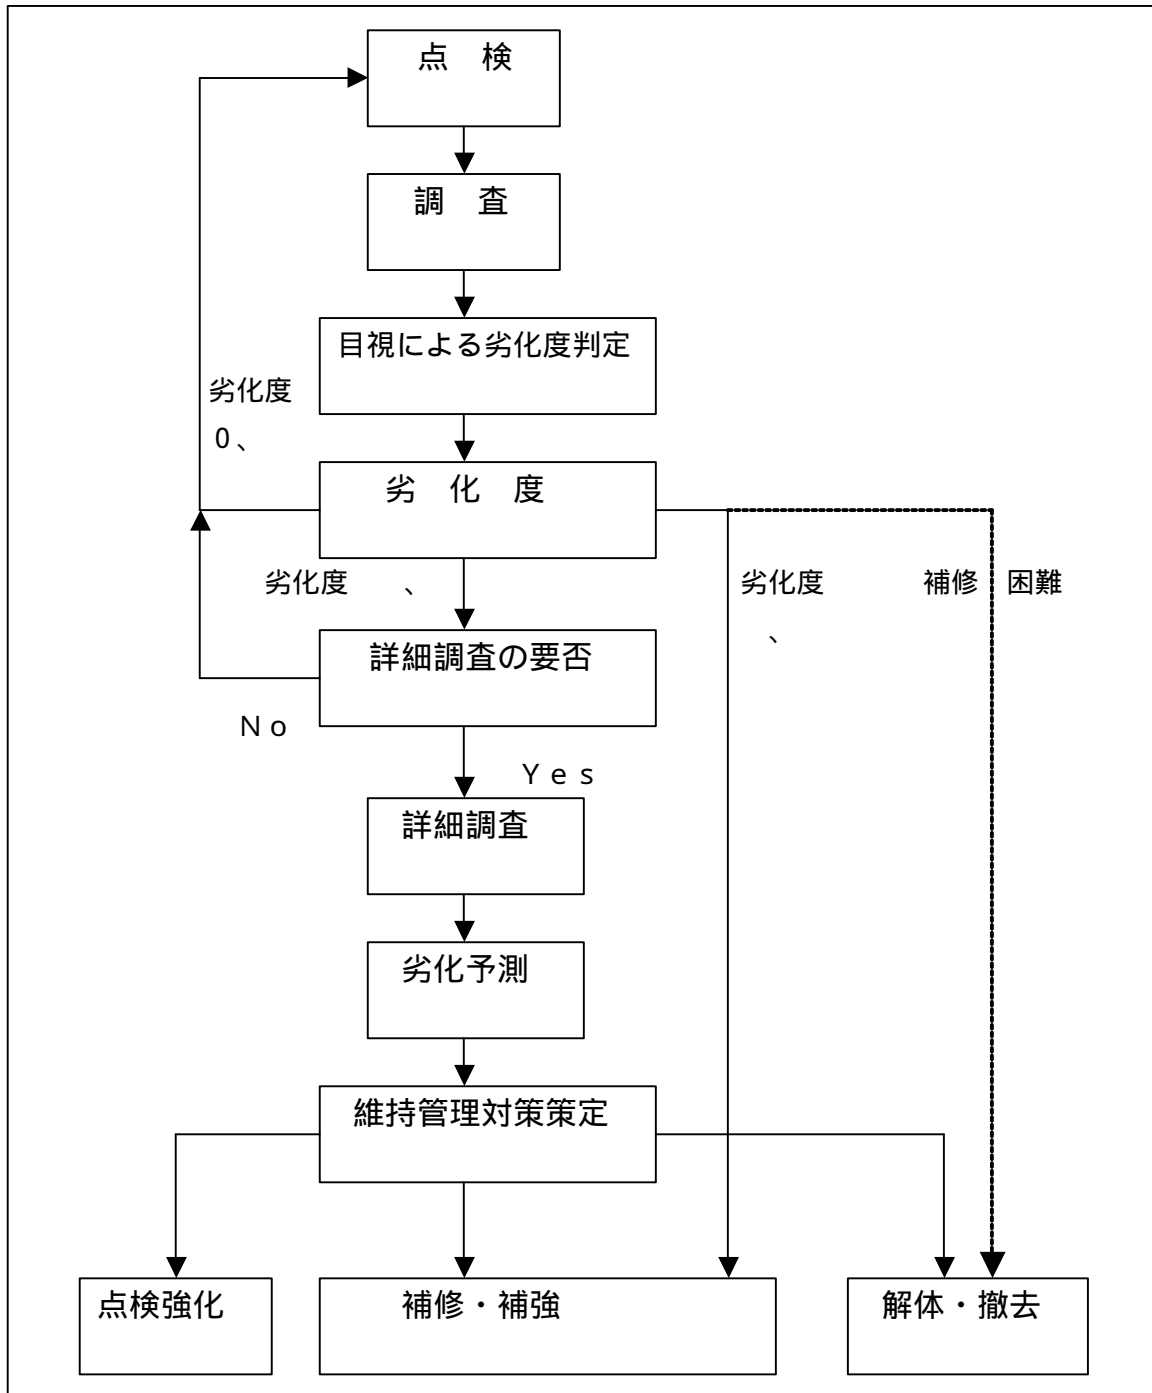 点　検
調　査
目視による劣化度判定
劣化度
0、
劣　化　度
劣化度　　、
劣化度
、
補修　困難
詳細調査の要否
No
Yes
詳細調査
劣化予測
維持管理対策策定
点検強化
補修・補強
解体・撤去